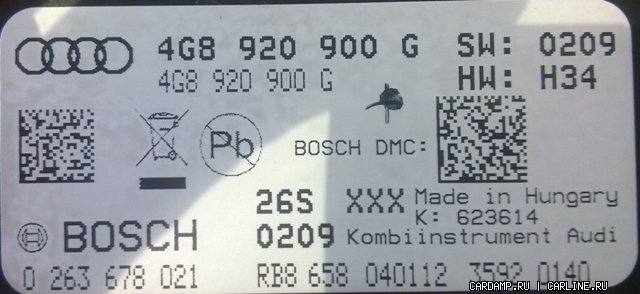 4G8 920 900 G SW: 0209
4G8 920 900 G HW: H34
Pb
BOSCH DMC:
26S XXX Made in Hungary
K: 623614
BOSCH 0209 Kombiinstrument Audi
0 263 678 021 RB8 658 040112 3592 0140
CARDAMP.RU | CARLINE.RU